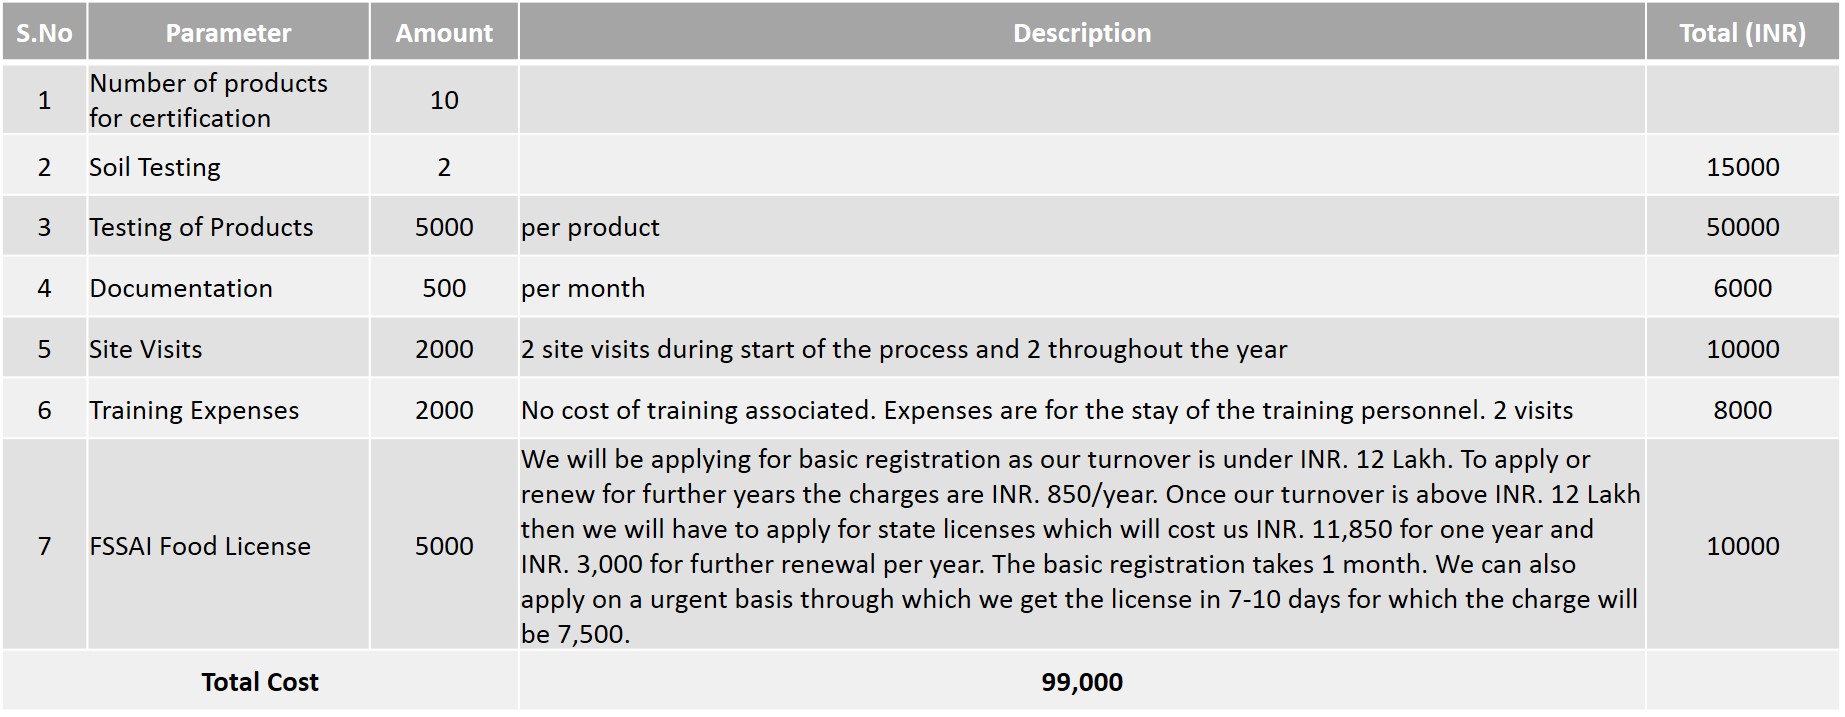 S.No Parameter Amount Description Total (INR)
1 Number of products for certification 10
2 Soil Testing 2 15000
3 Testing of Products 5000 per product 50000
4 Documentation 500 per month 6000
5 Site Visits 2000 2 site visits during start of the process and 2 throughout the year 10000
6 Training Expenses 2000 No cost of training associated. Expenses are for the stay of the training personnel. 2 visits 8000
7 FSSAI Food License 5000
We will be applying for basic registration as our turnover is under INR. 12 Lakh. To apply or
renew for further years the charges are INR. 850/year. Once our turnover is above INR. 12 Lakh
then we will have to apply for state licenses which will cost us INR. 11,850 for one year and
INR. 3,000 for further renewal per year. The basic registration takes 1 month. We can also
apply on a urgent basis through which we get the license in 7-10 days for which the charge will
be 7,500.
10000
Total Cost 99,000